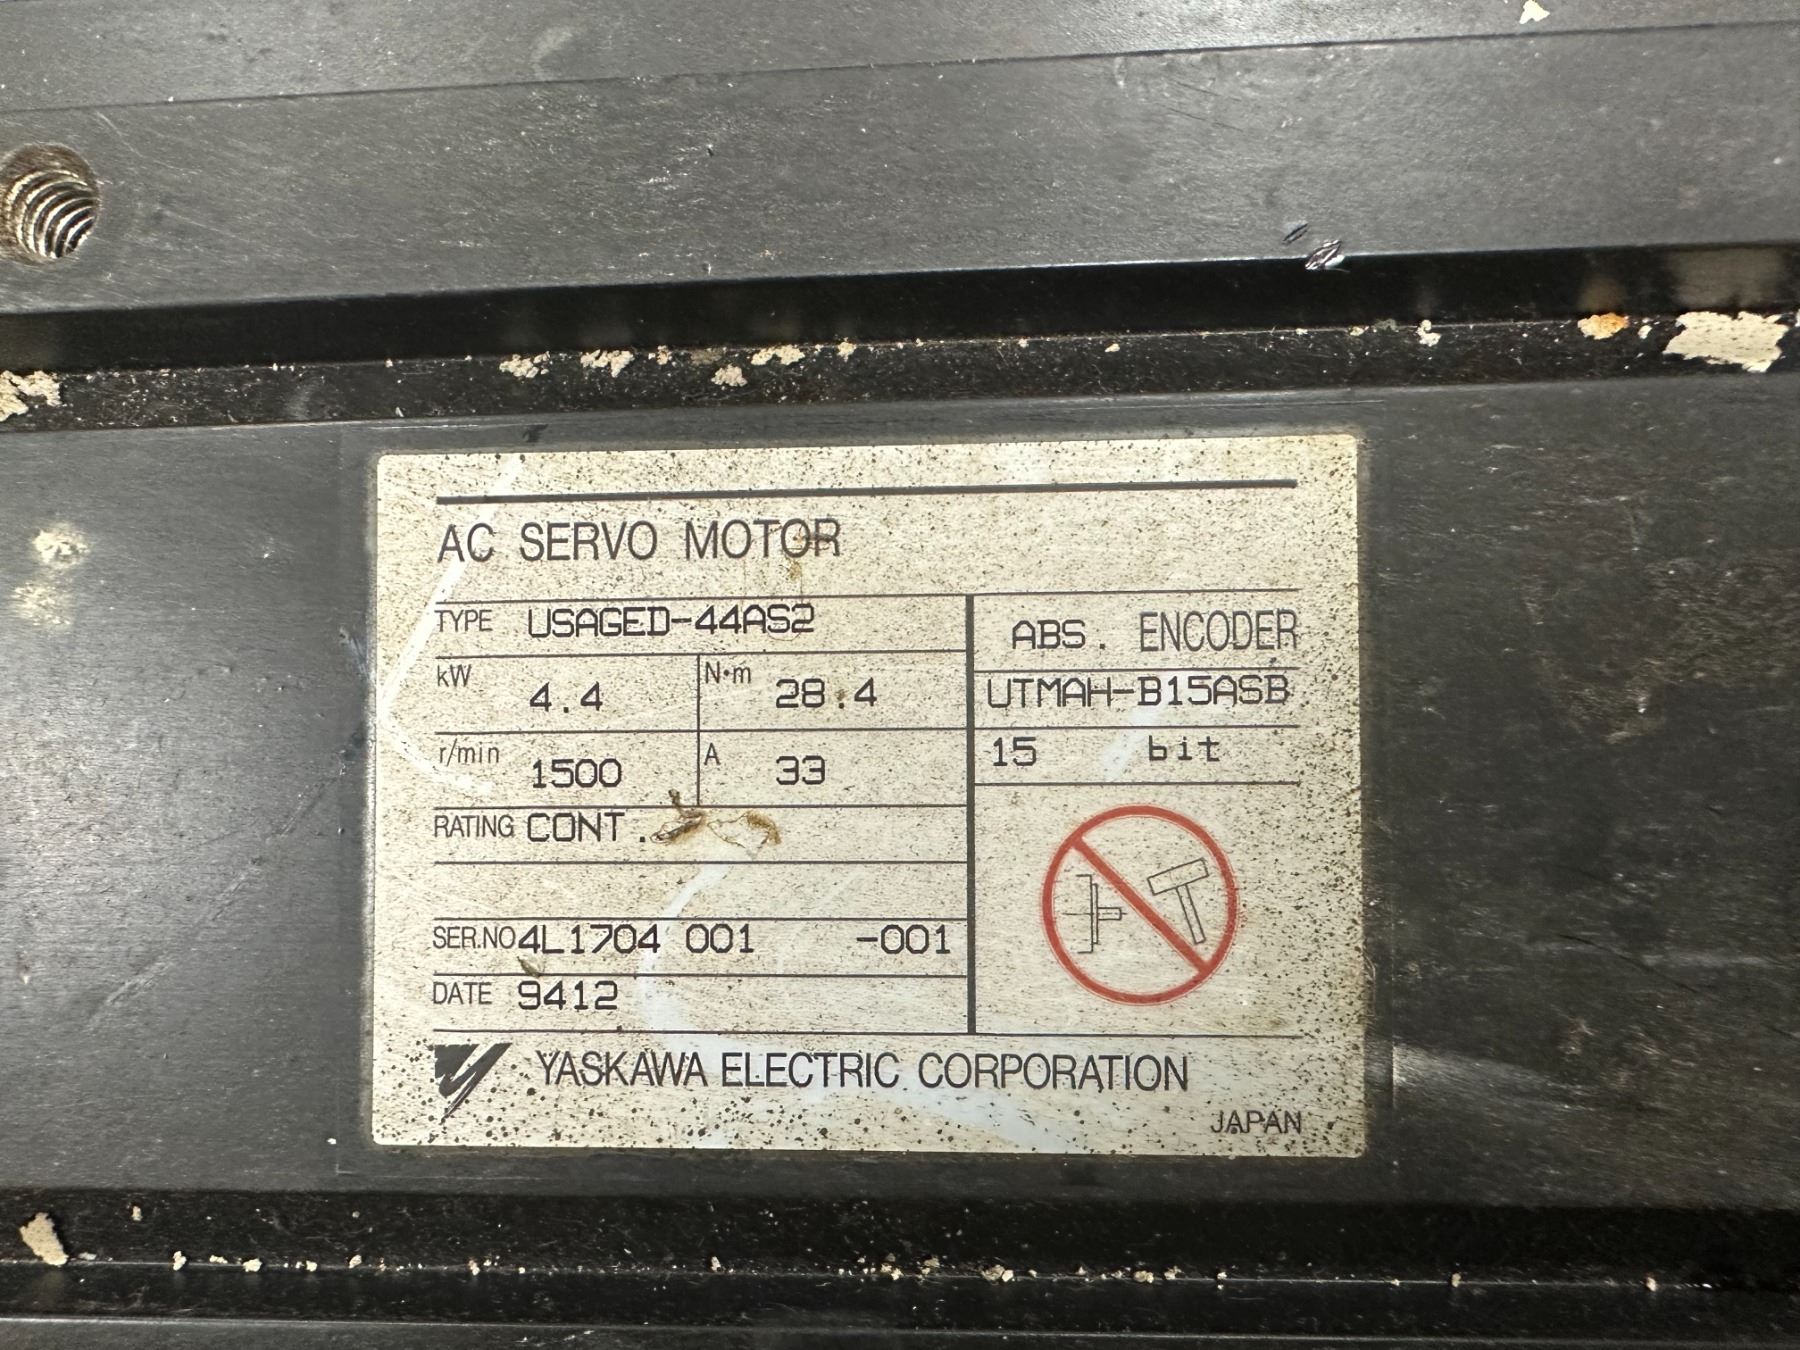 AC SERVO MOTOR
TYPE USAGED-44AS2
kW 4.4 N·m 28.4
r/min 1500 A 33
RATING CONT.
SER.NO 4L1704 001 -001
DATE 9412
ABS. ENCODER
UTMAH-B15ASB
15 bit
YASKAWA ELECTRIC CORPORATION
JAPAN